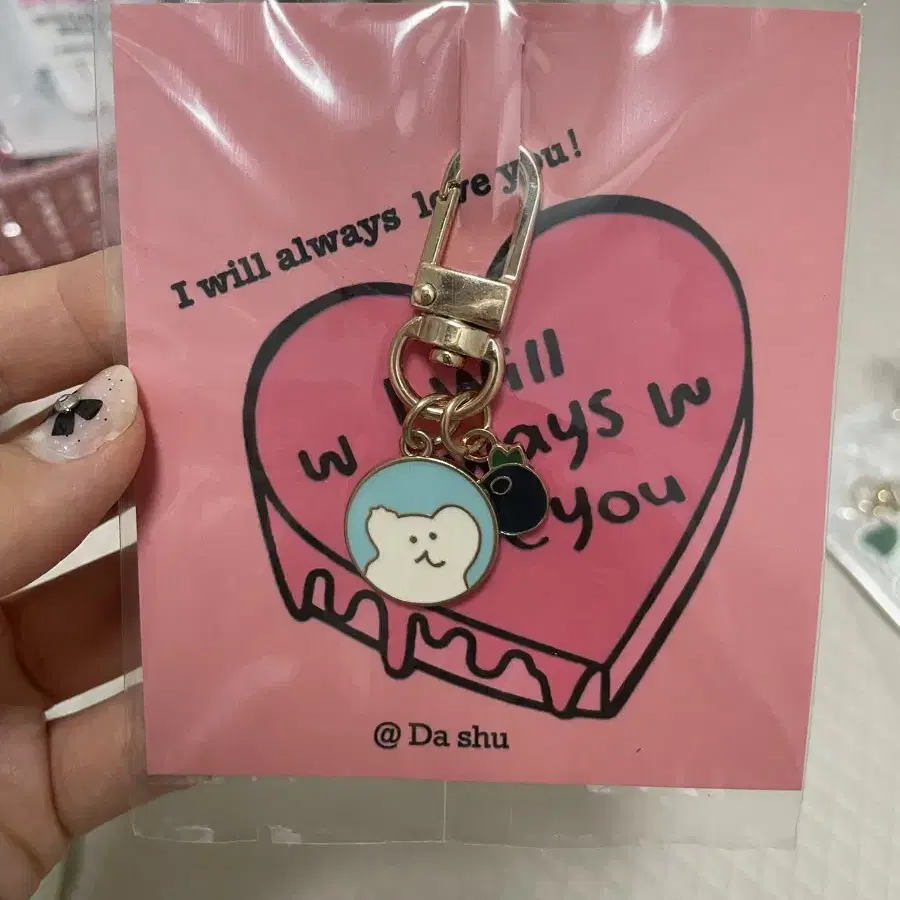 I will always love you!
will
w ays w
you
@ Da shu